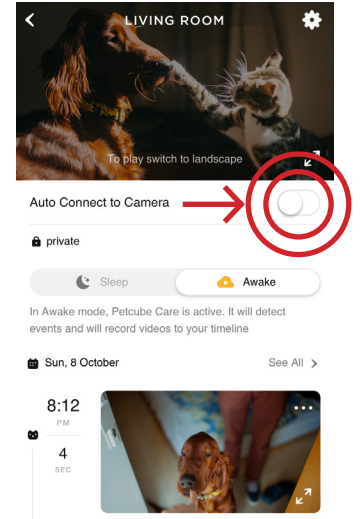 LIVING ROOM
To play switch to landscape
Auto Connect to Camera
private
Sleep
Awake
In Awake mode, Petcube Care is active. It will detect
events and will record videos to your timeline
Sun, 8 October
See All
8:12
PM
4
SEC